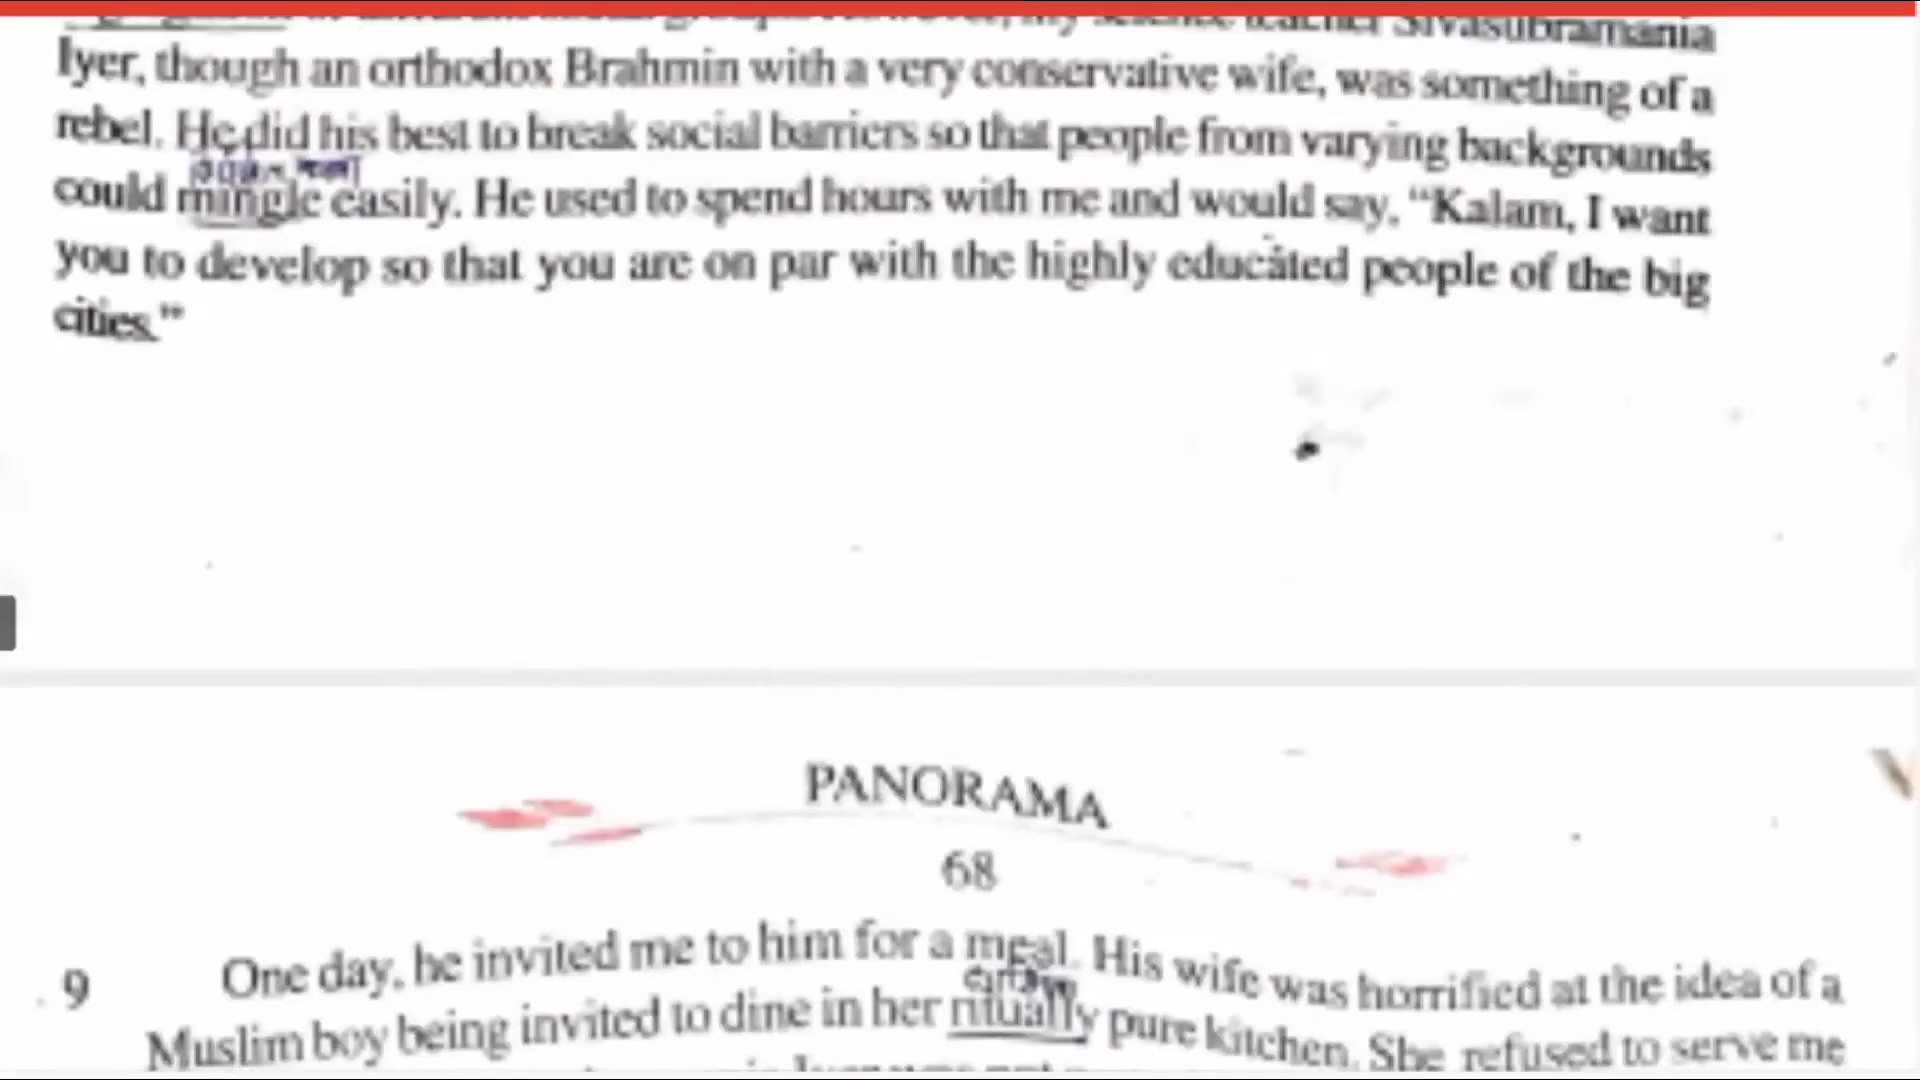 my science teacher Sivasubramania
Iyer, though an orthodox Brahmin with a very conservative wife, was something of a
rebel. He did his best to break social barriers so that people from varying backgrounds
could mingle easily. He used to spend hours with me and would say, “Kalam, I want
you to develop so that you are on par with the highly educated people of the big
cities.”
PANORAMA
68
9 One day, he invited me to him for a meal. His wife was horrified at the idea of a
Muslim boy being invited to dine in her ritually pure kitchen. She refused to serve me